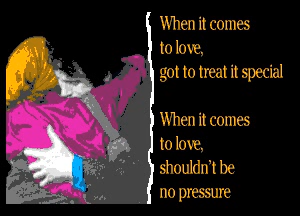 When it comes
to love,
got to treat it special
When it comes
to love,
shouldn't be
no pressure